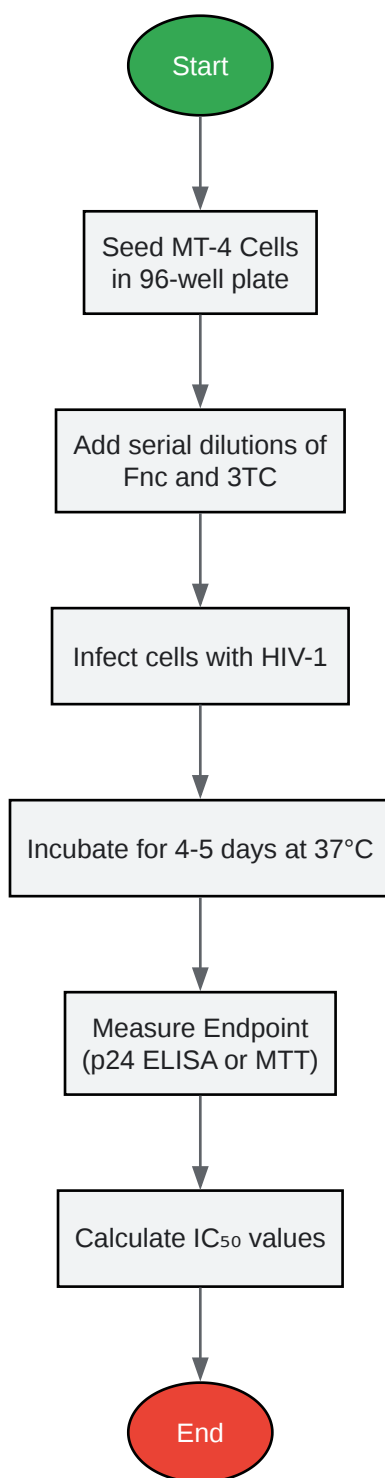 Start
Seed MT-4 Cells
in 96-well plate
Add serial dilutions of
Fnc and 3TC
Infect cells with HIV-1
Incubate for 4-5 days at 37°C
Measure Endpoint
(p24 ELISA or MTT)
Calculate IC₅₀ values
End